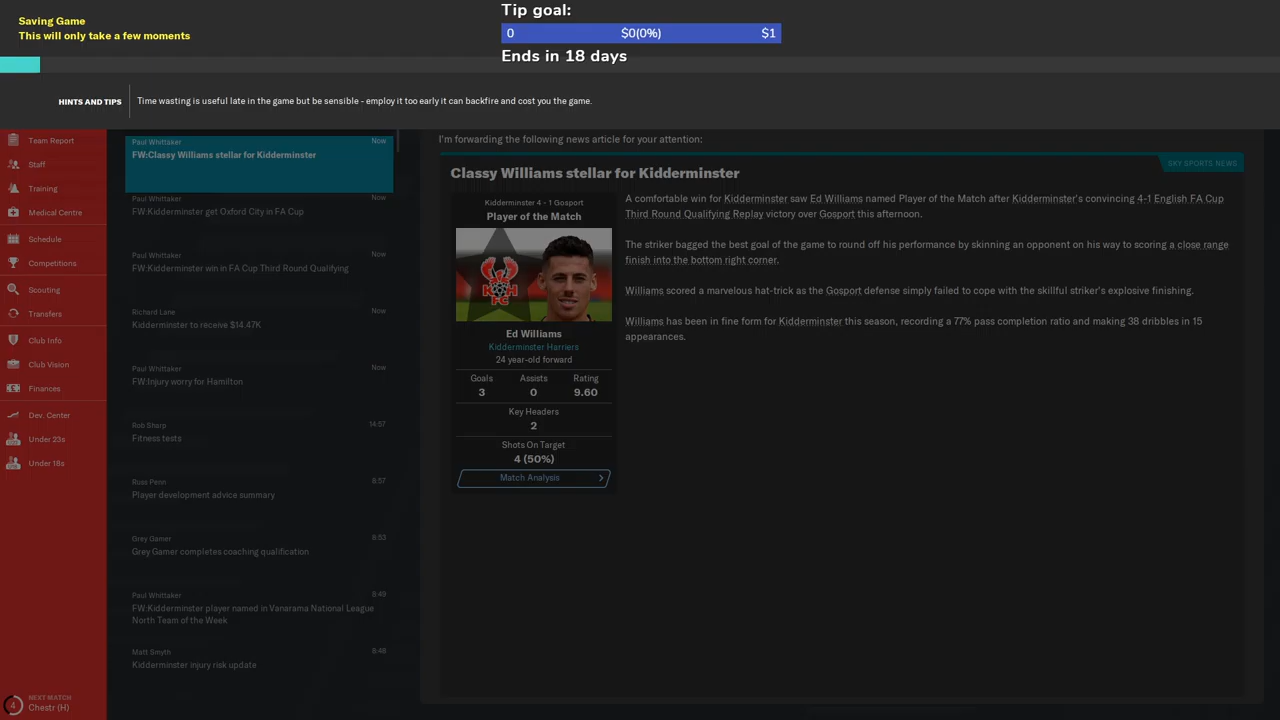 Saving Game
This will only take a few moments
Tip goal:
0 $0(0%) $1
Ends in 18 days
HINTS AND TIPS
Time wasting is useful late in the game but be sensible - employ it too early it can backfire and cost you the game.
Team Report
Staff
Training
Medical Centre
Schedule
Competitions
Scouting
Transfers
Club Info
Club Vision
Finances
Dev. Center
Under 23s
Under 18s
4
NEXT MATCH
Chestr (H)
Paul Whittaker Now
FW:Classy Williams stellar for Kidderminster
Paul Whittaker Now
FW:Kidderminster get Oxford City in FA Cup
Paul Whittaker Now
FW:Kidderminster win in FA Cup Third Round Qualifying
Richard Lane Now
Kidderminster to receive $14.47K
Paul Whittaker Now
FW:Injury worry for Hamilton
Rob Sharp 14:57
Fitness tests
Russ Penn 8:57
Player development advice summary
Grey Gamer 8:53
Grey Gamer completes coaching qualification
Paul Whittaker 8:49
FW:Kidderminster player named in Vanarama National League
North Team of the Week
Matt Smyth 8:48
Kidderminster injury risk update
I'm forwarding the following news article for your attention:
SKY SPORTS NEWS
Classy Williams stellar for Kidderminster
Kidderminster 4 - 1 Gosport
Player of the Match
KHFC
Ed Williams
Kidderminster Harriers
24 year-old forward
Goals Assists Rating
3 0 9.60
Key Headers
2
Shots On Target
4 (50%)
Match Analysis
A comfortable win for Kidderminster saw Ed Williams named Player of the Match after Kidderminster's convincing 4-1 English FA Cup
Third Round Qualifying Replay victory over Gosport this afternoon.
The striker bagged the best goal of the game to round off his performance by skinning an opponent on his way to scoring a close range
finish into the bottom right corner.
Williams scored a marvelous hat-trick as the Gosport defense simply failed to cope with the skillful striker's explosive finishing.
Williams has been in fine form for Kidderminster this season, recording a 77% pass completion ratio and making 38 dribbles in 15
appearances.